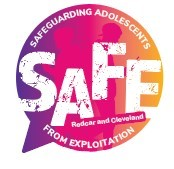 SAFEGUARDING ADOLESCENTS
SAFE
Redcar and Cleveland
FROM EXPLOITATION